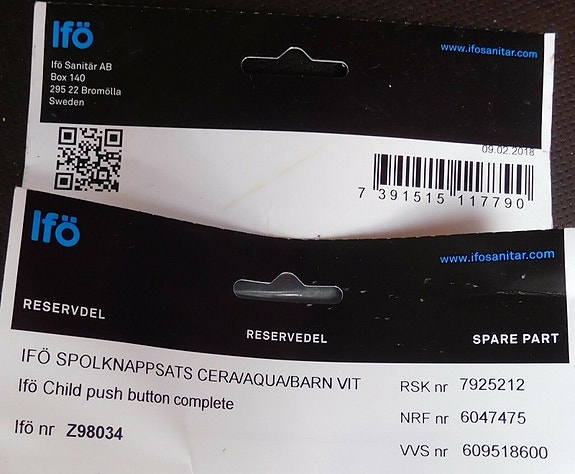 Ifö
www.ifosanitar.com
Ifö Sanitär AB
Box 140
295 22 Bromölla
Sweden
09.02.2018
7 391515 117790
Ifö
www.ifosanitar.com
RESERVDEL
RESERVEDEL
SPARE PART
IFÖ SPOLKNAPPSATS CERA/AQUA/BARN VIT
Ifö Child push button complete
Ifö nr Z98034
RSK nr 7925212
NRF nr 6047475
VVS nr 609518600